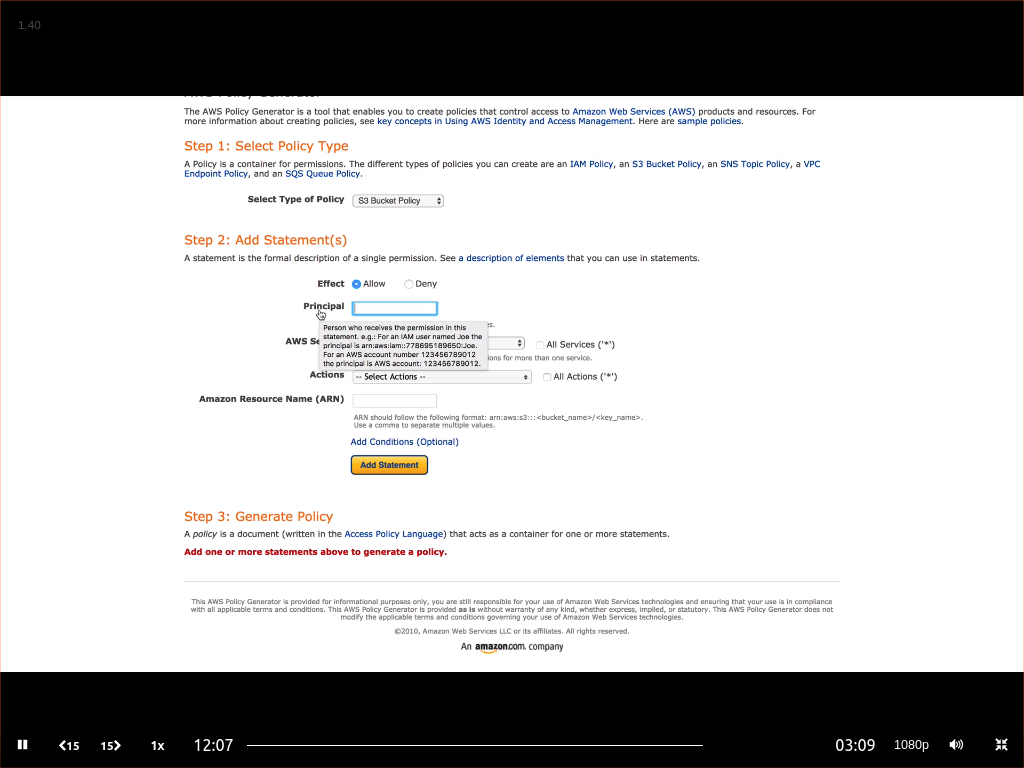 1.40
AWS Policy Generator
The AWS Policy Generator is a tool that enables you to create policies that control access to Amazon Web Services (AWS) products and resources. For
more information about creating policies, see key concepts in Using AWS Identity and Access Management. Here are sample policies.
Step 1: Select Policy Type
A Policy is a container for permissions. The different types of policies you can create are an IAM Policy, an S3 Bucket Policy, an SNS Topic Policy, a VPC
Endpoint Policy, and an SQS Queue Policy.
Select Type of Policy S3 Bucket Policy
Step 2: Add Statement(s)
A statement is the formal description of a single permission. See a description of elements that you can use in statements.
Effect Allow Deny
Principal
es.
Person who receives the permission in this
statement. e.g.: For an IAM user named Joe the
principal is arn:aws:iam::778695189650:Joe.
For an AWS account number 123456789012
the principal is AWS account: 123456789012.
AWS Se All Services ('*')
ions for more than one service.
Actions -- Select Actions -- All Actions ('*')
Amazon Resource Name (ARN)
ARN should follow the following format: arn:aws:s3:::<bucket_name>/<key_name>.
Use a comma to separate multiple values.
Add Conditions (Optional)
Add Statement
Step 3: Generate Policy
A policy is a document (written in the Access Policy Language) that acts as a container for one or more statements.
Add one or more statements above to generate a policy.
This AWS Policy Generator is provided for informational purposes only, you are still responsible for your use of Amazon Web Services technologies and ensuring that your use is in compliance
with all applicable terms and conditions. This AWS Policy Generator is provided as is without warranty of any kind, whether express, implied, or statutory. This AWS Policy Generator does not
modify the applicable terms and conditions governing your use of Amazon Web Services technologies.
©2010, Amazon Web Services LLC or its affiliates. All rights reserved.
An amazon.com company
15 15 1x 12:07 03:09 1080p